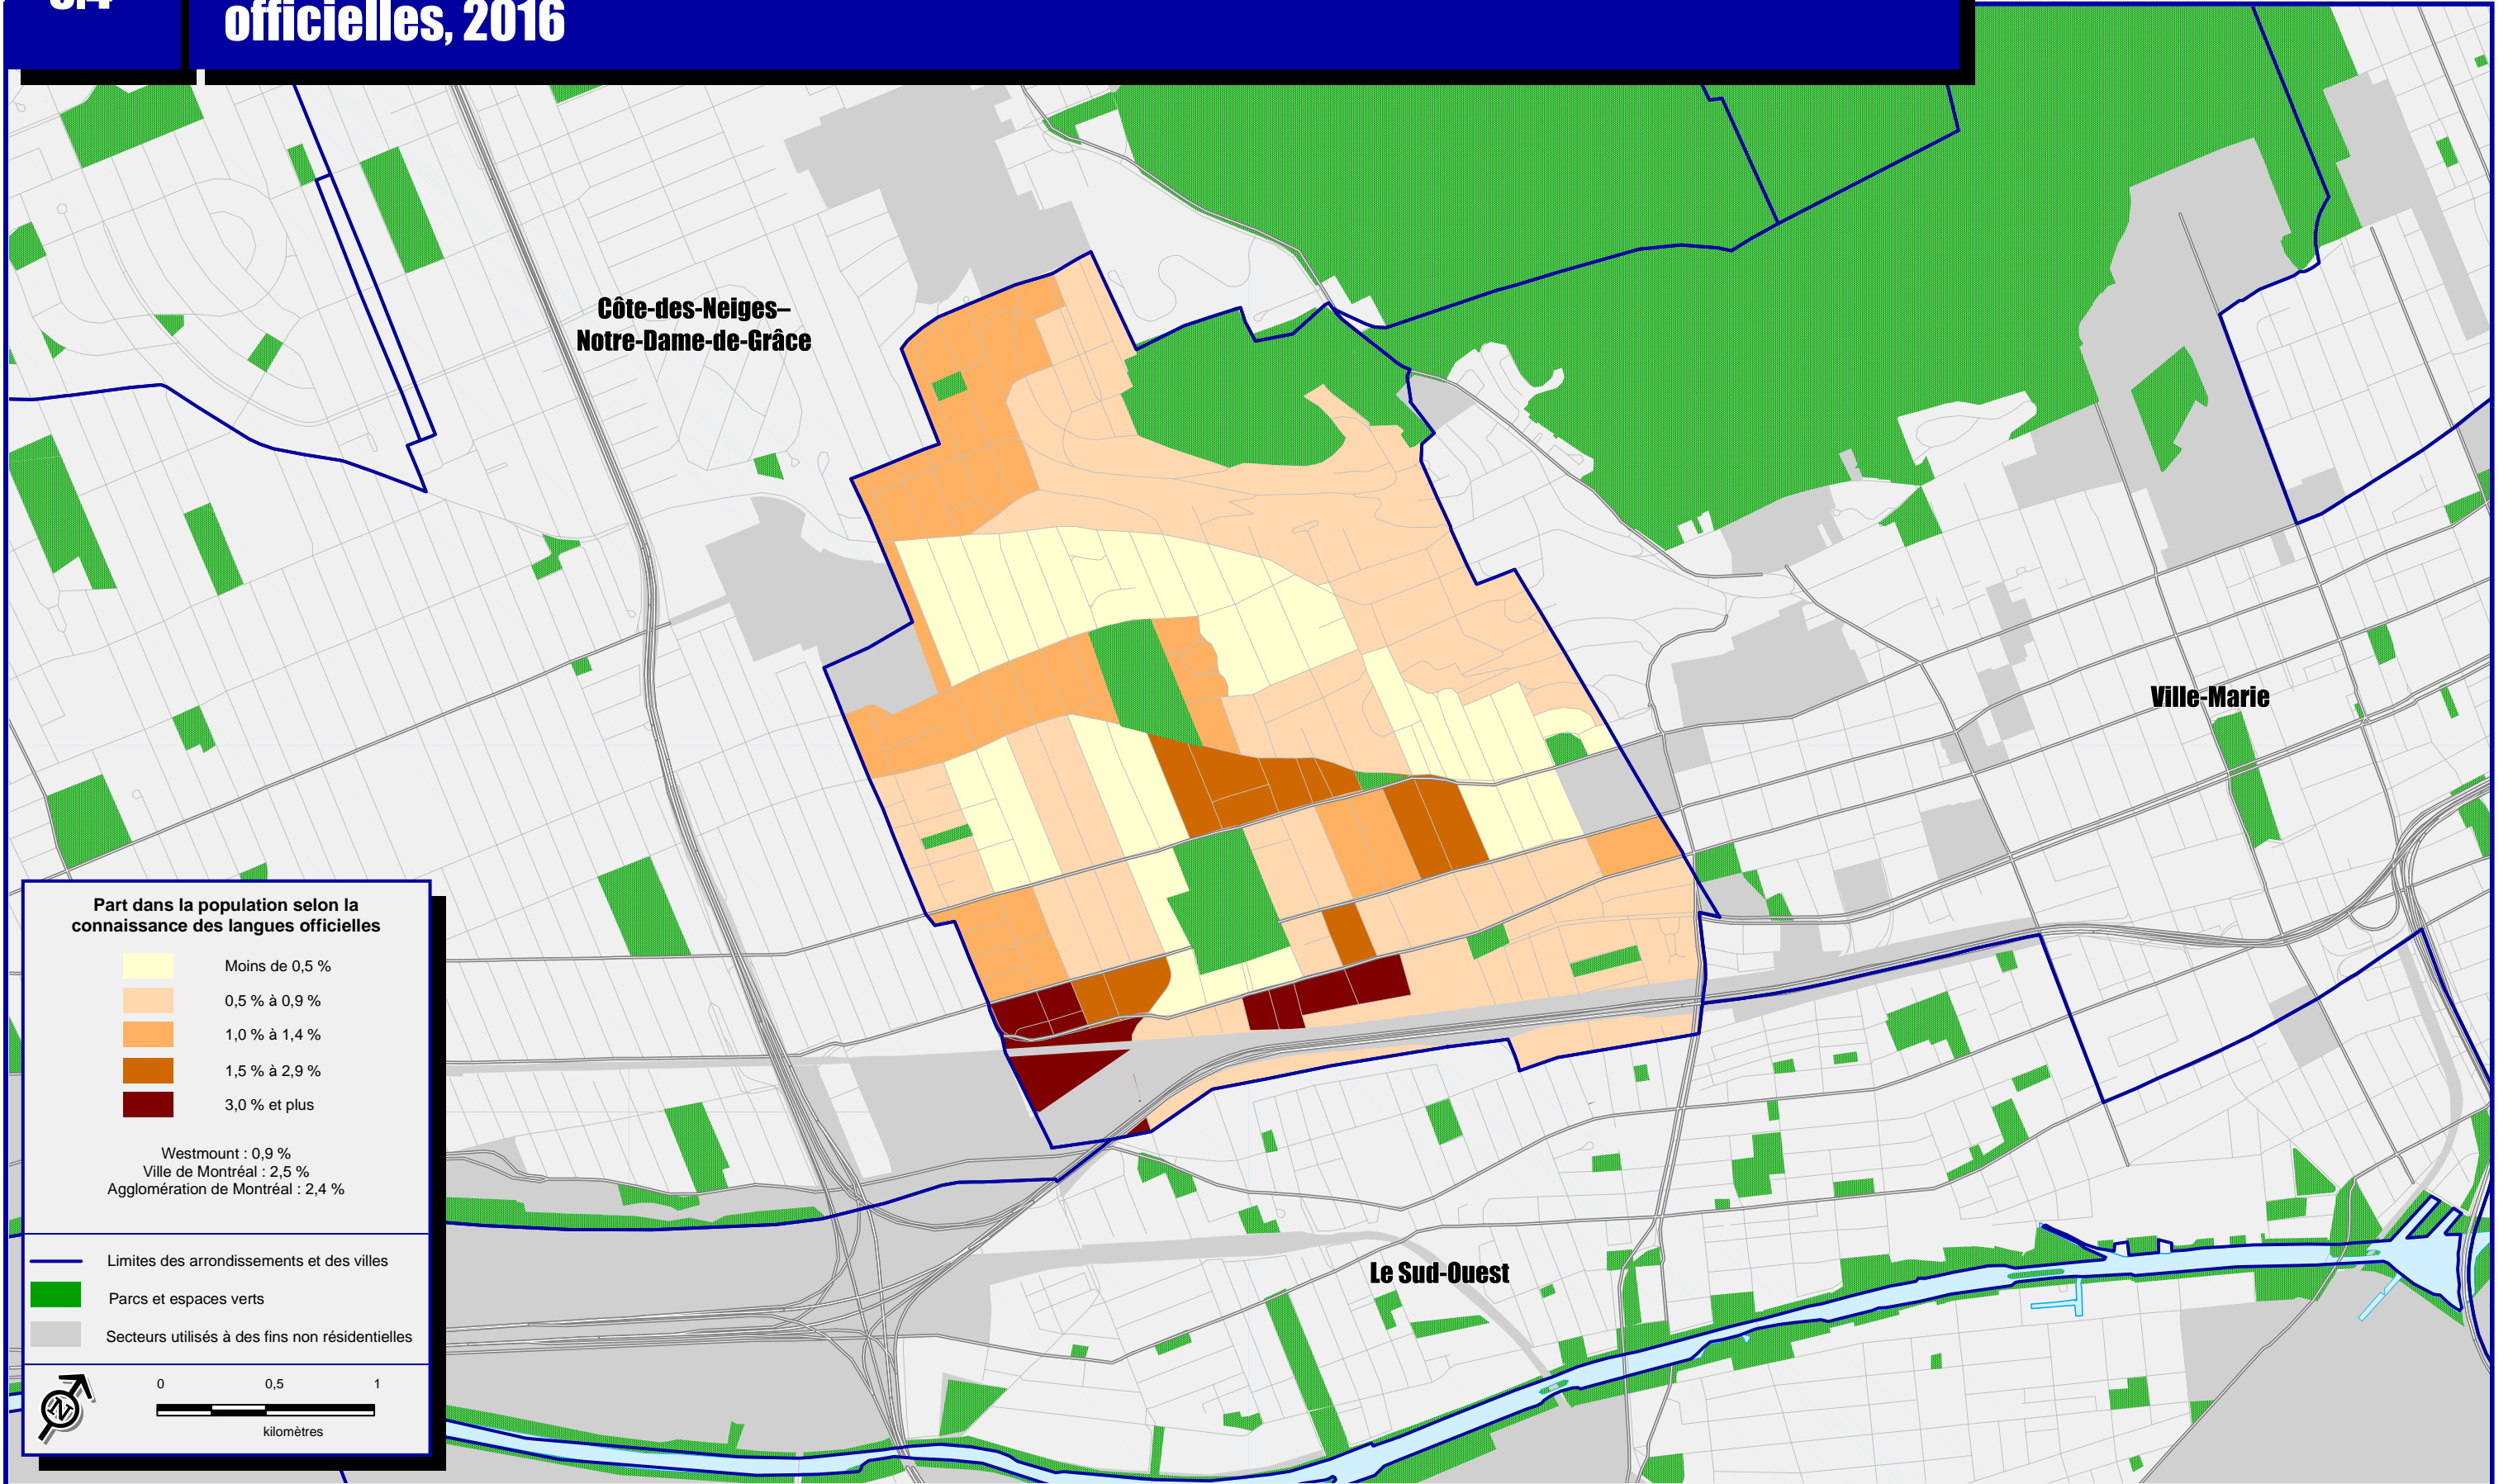 officielles, 2016
Côte-des-Neiges–
Notre-Dame-de-Grâce
Ville-Marie
Le Sud-Ouest
Part dans la population selon la
connaissance des langues officielles
Moins de 0,5 %
0,5 % à 0,9 %
1,0 % à 1,4 %
1,5 % à 2,9 %
3,0 % et plus
Westmount : 0,9 %
Ville de Montréal : 2,5 %
Agglomération de Montréal : 2,4 %
Limites des arrondissements et des villes
Parcs et espaces verts
Secteurs utilisés à des fins non résidentielles
N
0 0,5 1
kilomètres